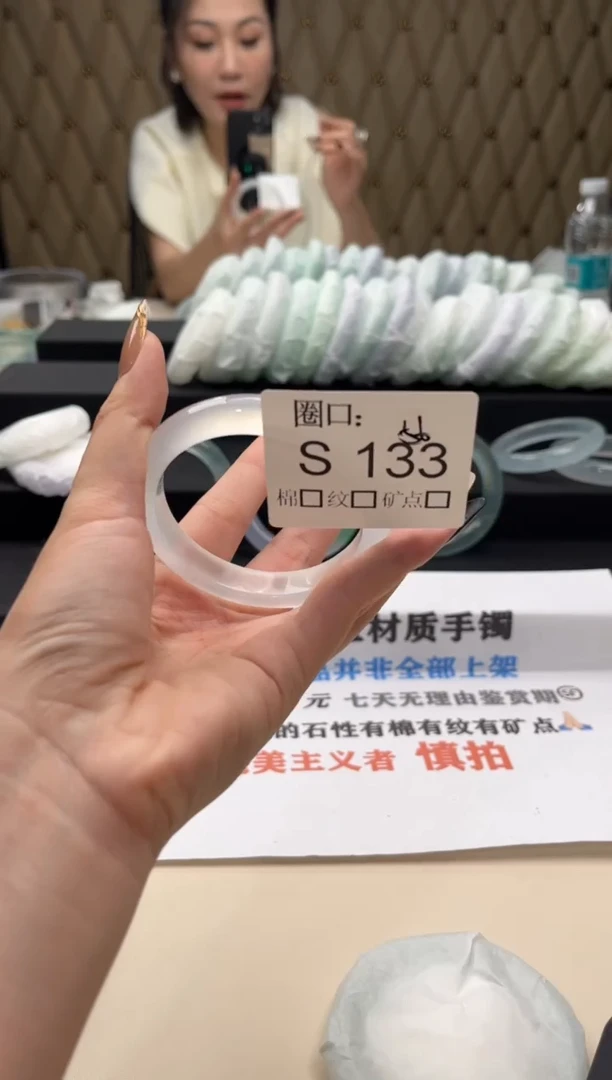 圈口:
S 133
棉□纹□矿点□
材质手镯
品并非全部上架
元 七天无理由鉴赏期
的石性有棉有纹有矿点🙏
美主义者 慎拍